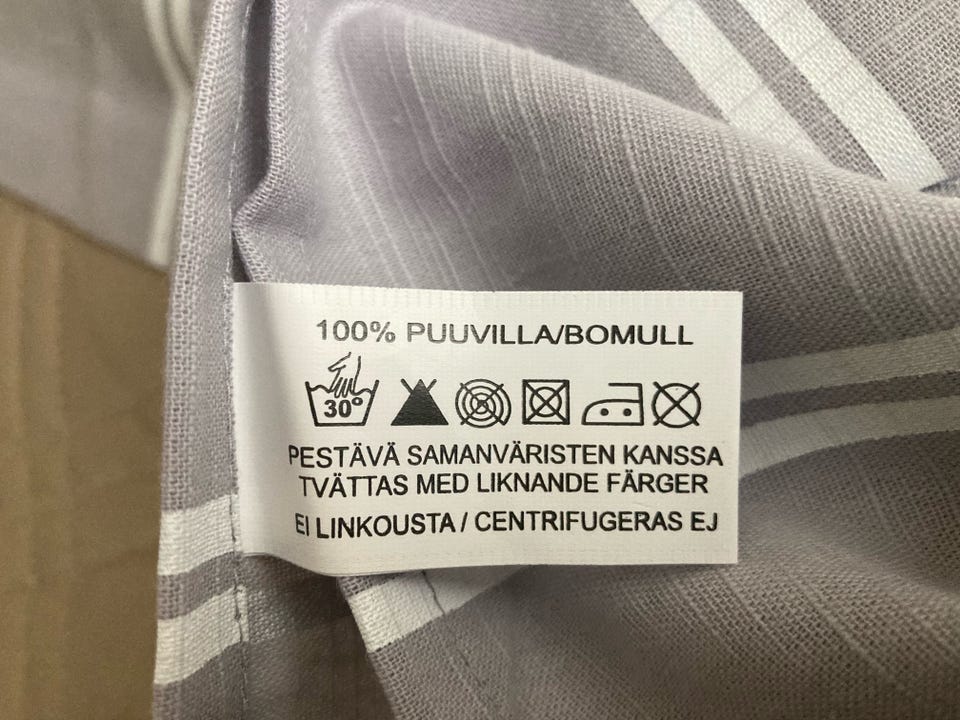 100% PUUVILLA/BOMULL
30°
PESTÄVÄ SAMANVÄRISTEN KANSSA
TVÄTTAS MED LIKNANDE FÄRGER
EI LINKOUSTA / CENTRIFUGERAS EJ